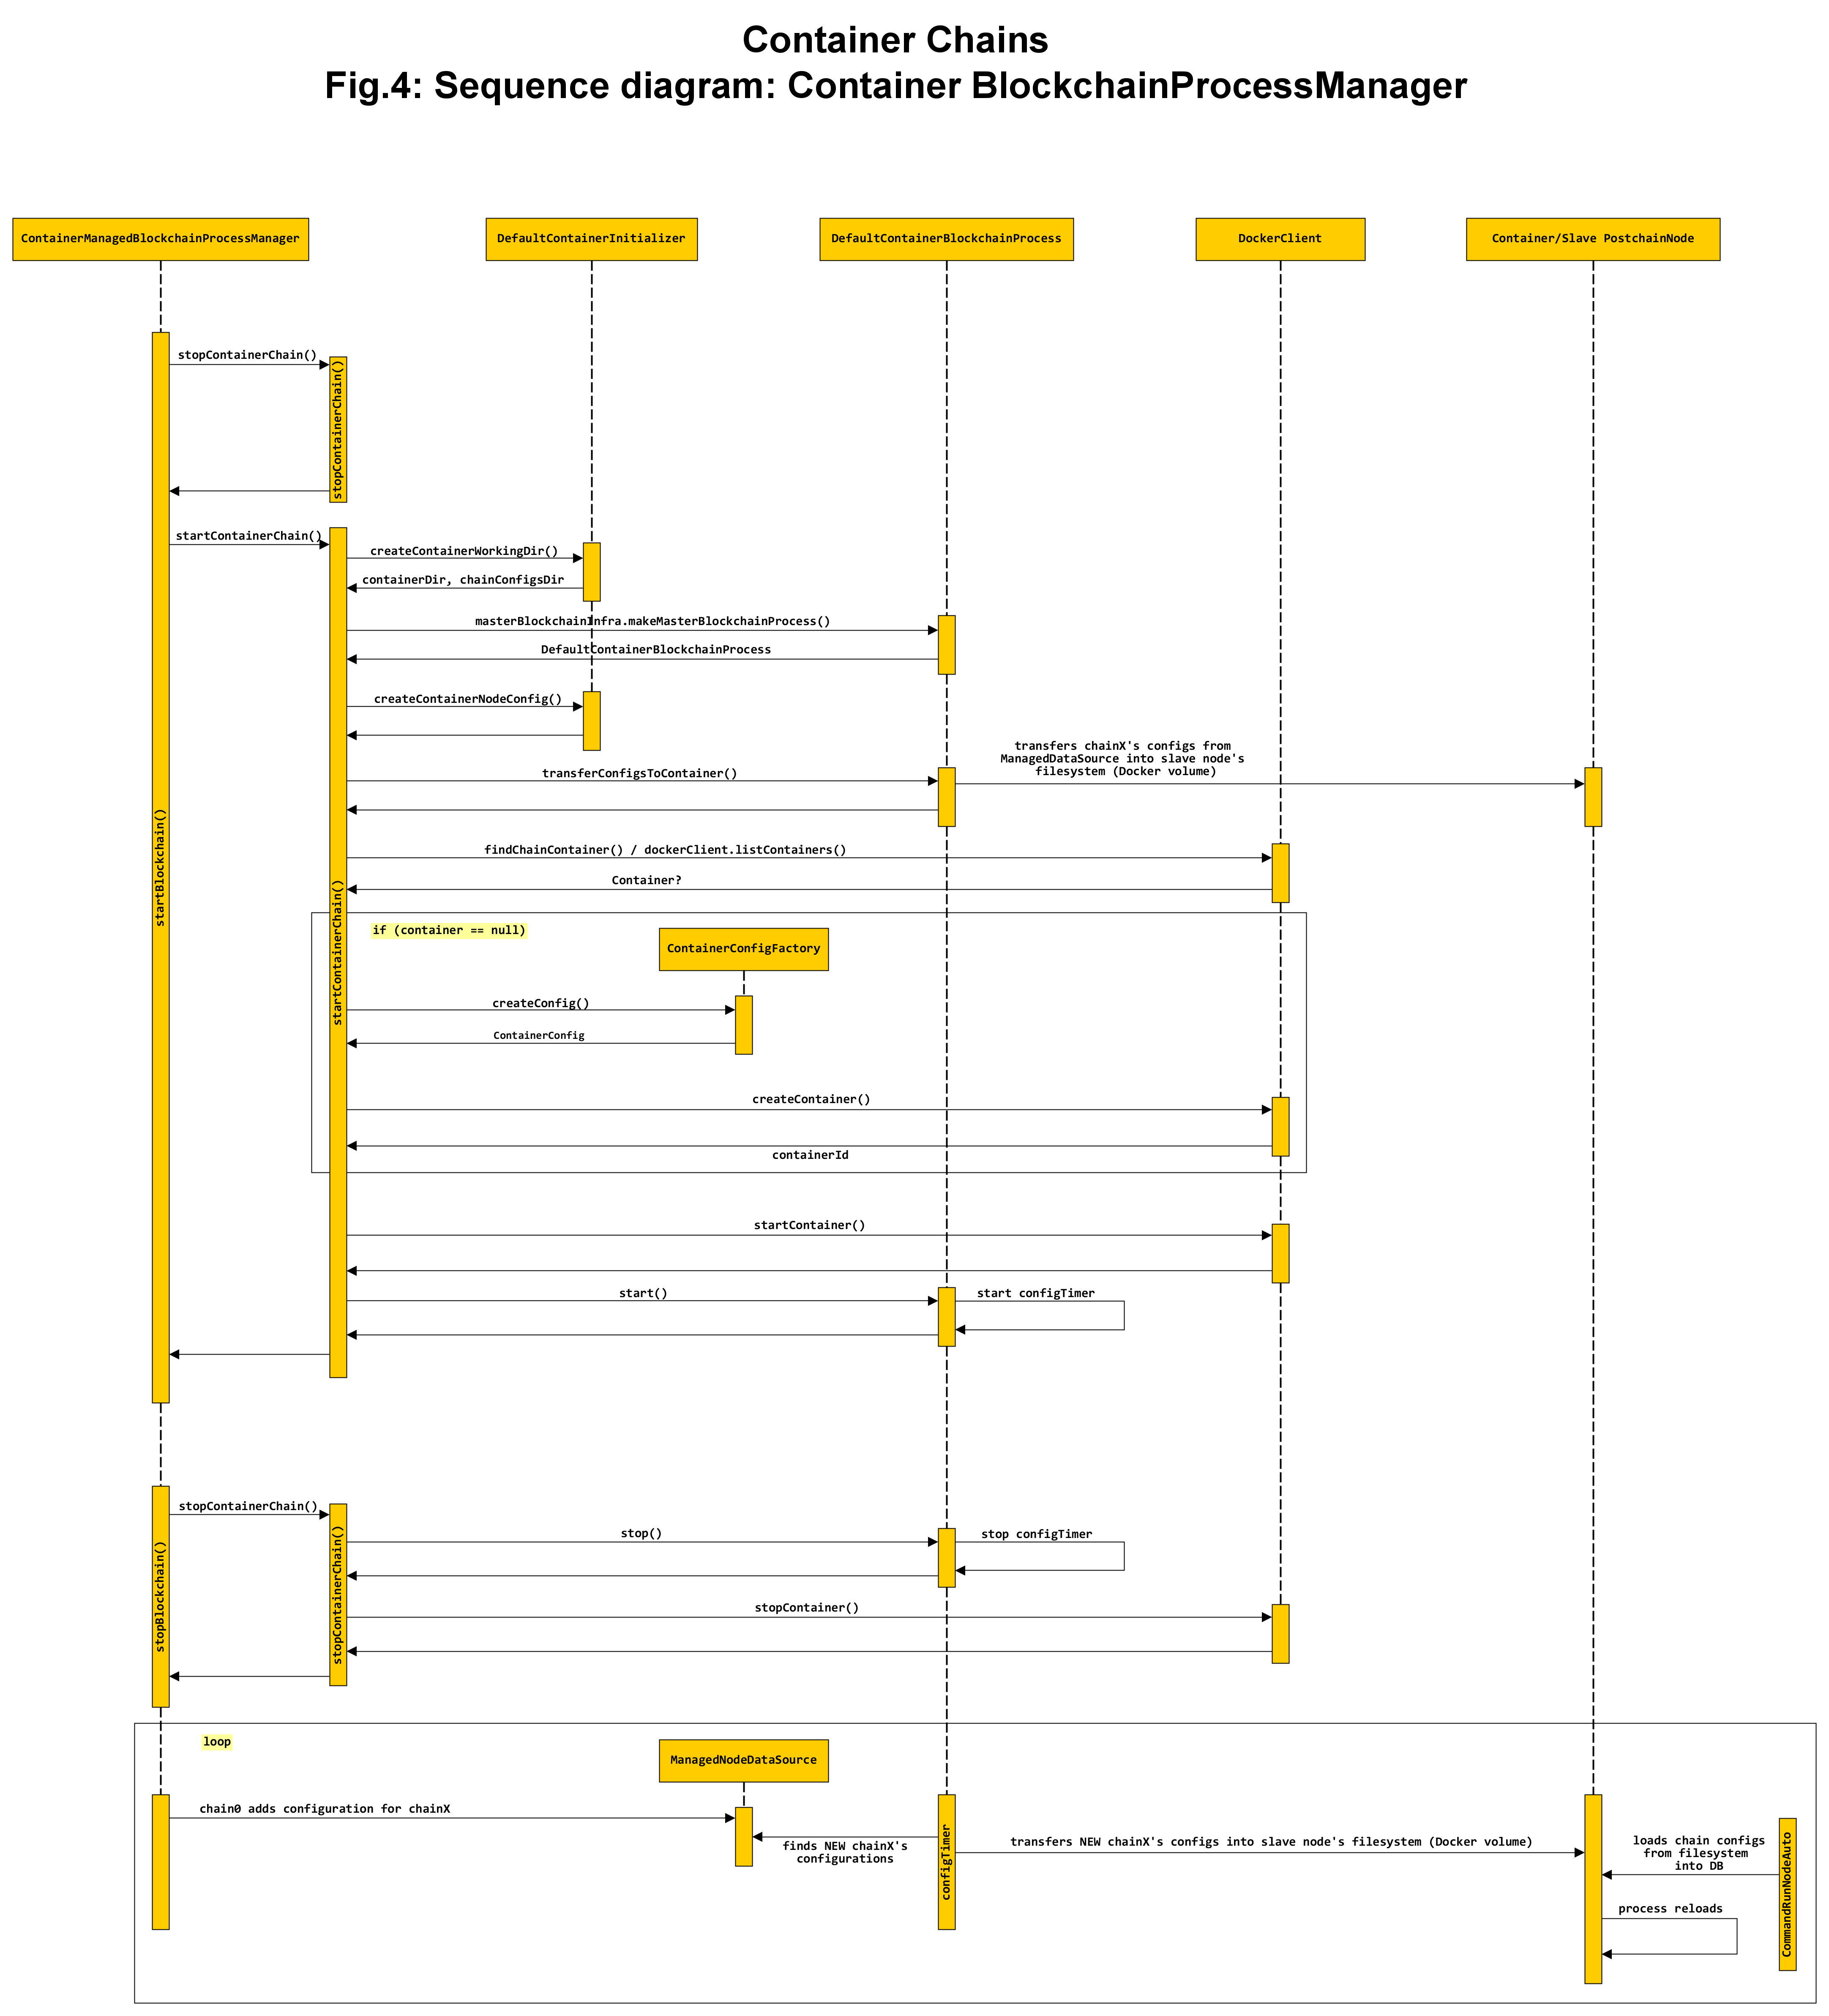 Container Chains
Fig.4: Sequence diagram: Container BlockchainProcessManager
ContainerManagedBlockchainProcessManager
DefaultContainerInitializer
DefaultContainerBlockchainProcess
DockerClient
Container/Slave PostchainNode
startBlockchain()
stopContainerChain()
stopContainerChain()
startContainerChain()
startContainerChain()
createContainerWorkingDir()
containerDir, chainConfigsDir
masterBlockchainInfra.makeMasterBlockchainProcess()
DefaultContainerBlockchainProcess
createContainerNodeConfig()
transferConfigsToContainer()
transfers chainX's configs from
ManagedDataSource into slave node's
filesystem (Docker volume)
findChainContainer() / dockerClient.listContainers()
Container?
if (container == null)
ContainerConfigFactory
createConfig()
ContainerConfig
createContainer()
containerId
startContainer()
start()
start configTimer
stopBlockchain()
stopContainerChain()
stopContainerChain()
stop()
stop configTimer
stopContainer()
loop
ManagedNodeDataSource
chain0 adds configuration for chainX
finds NEW chainX's
configurations
configTimer
transfers NEW chainX's configs into slave node's filesystem (Docker volume)
loads chain configs
from filesystem
into DB
process reloads
CommandRunNodeAuto